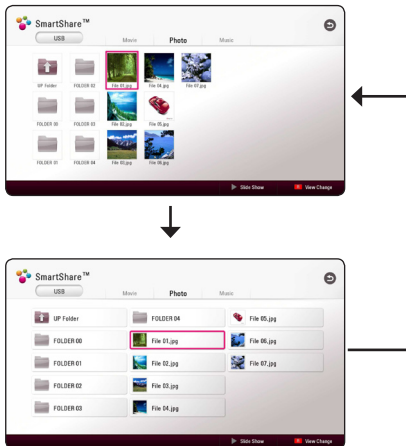 SmartShare™
USB
Movie Photo Music
UP Folder FOLDER 02 File 01.jpg File 04.jpg File 07.jpg
FOLDER 00 FOLDER 03 File 02.jpg File 05.jpg
FOLDER 01 FOLDER 04 File 03.jpg File 06.jpg
Slide Show View Change
SmartShare™
USB
Movie Photo Music
UP Folder FOLDER 04 File 05.jpg
FOLDER 00 File 01.jpg File 06.jpg
FOLDER 01 File 02.jpg File 07.jpg
FOLDER 02 File 03.jpg
FOLDER 03 File 04.jpg
Slide Show View Change